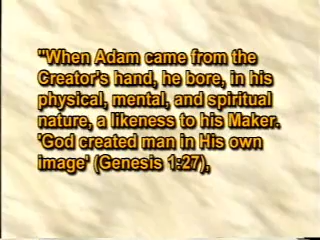 "When Adam came from the
Creator's hand, he bore, in his
physical, mental, and spiritual
nature, a likeness to his Maker.
'God created man in His own
image' (Genesis 1:27),